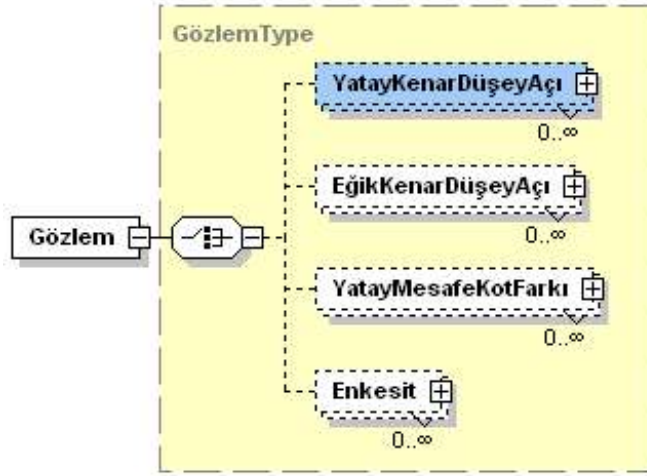 GözlemType
YatayKenarDüşeyAçı
0..∞
EğikKenarDüşeyAçı
0..∞
Gözlem
YatayMesafeKotFarkı
0..∞
Enkesit
0..∞